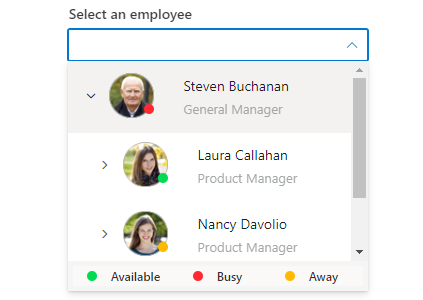 Select an employee
Steven Buchanan
General Manager
Laura Callahan
Product Manager
Nancy Davolio
Product Manager
Available Busy Away